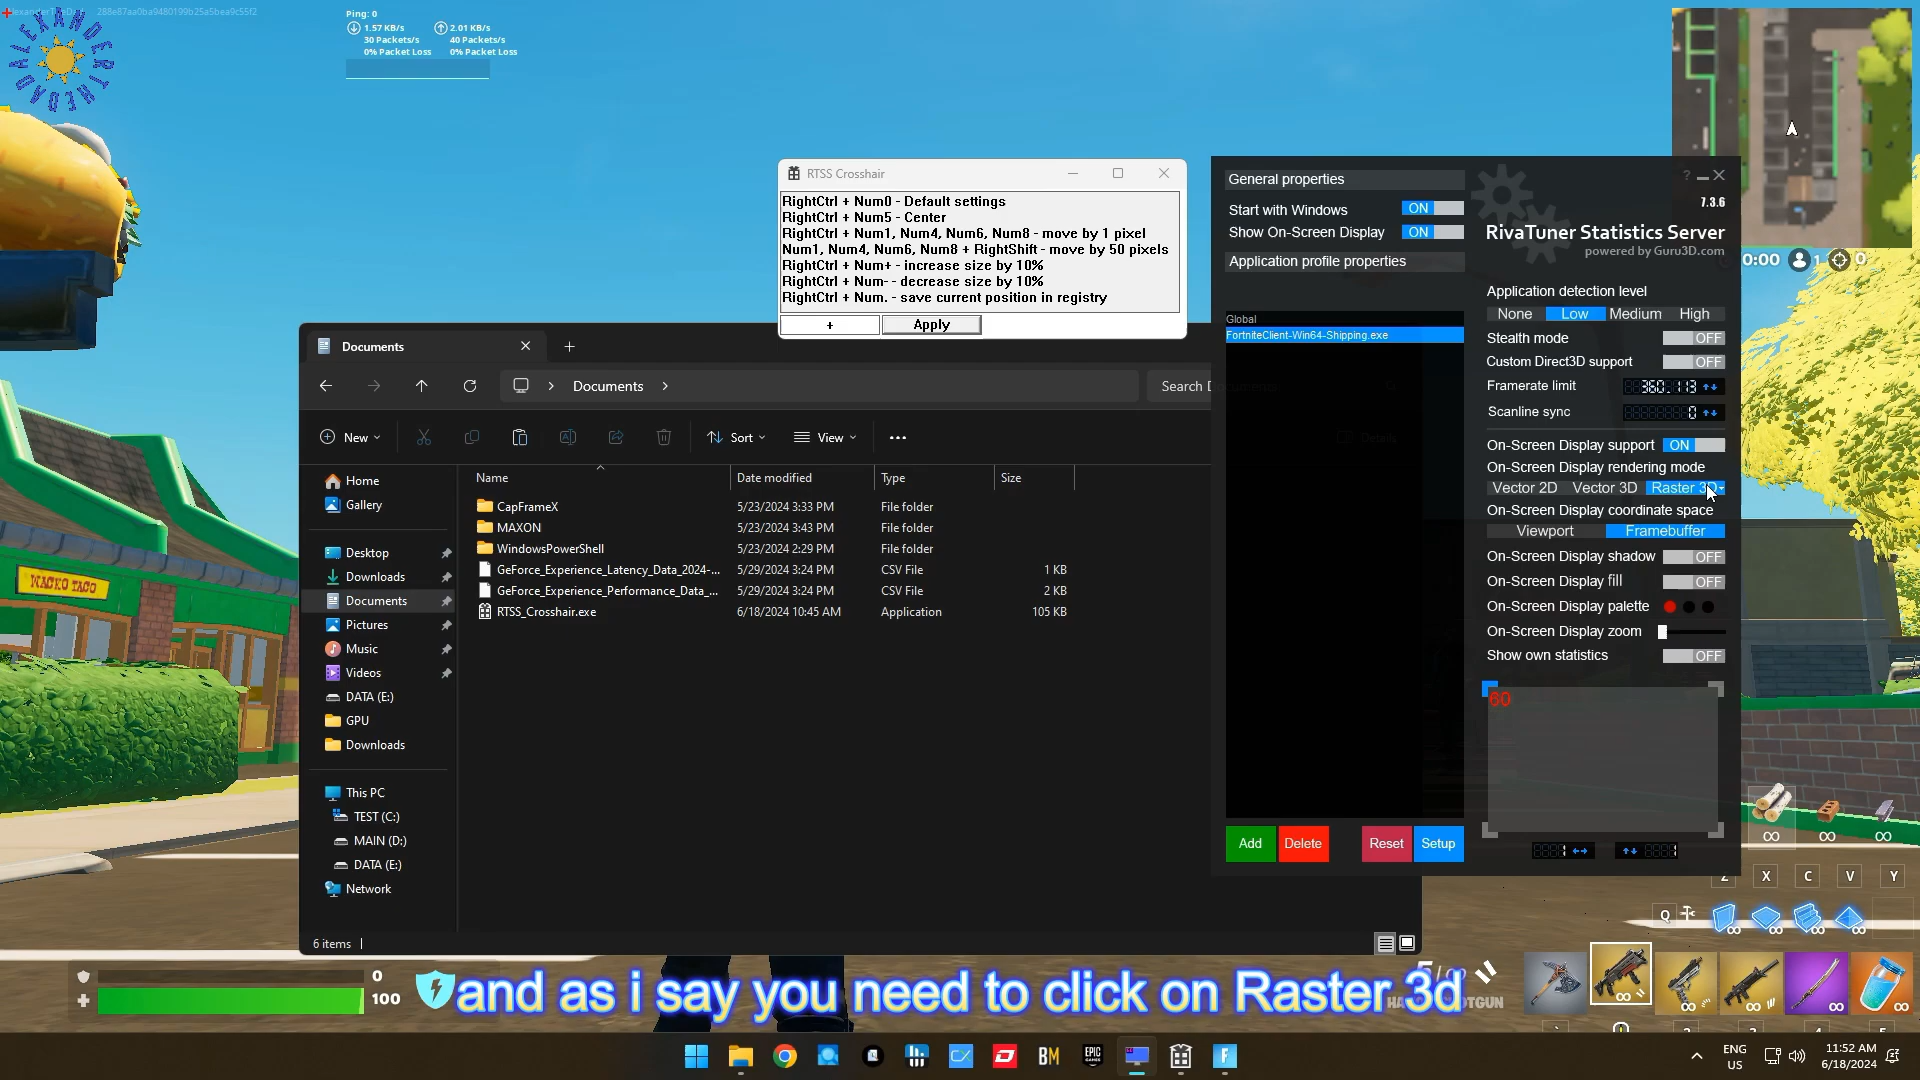 288e87aa0ba9480199b25a5bea9c55f2
ALEXANDERTHEDAD
Ping: 0
1.57 KB/s
2.01 KB/s
30 Packets/s
40 Packets/s
0% Packet Loss
0% Packet Loss
RTSS Crosshair
RightCtrl + Num0 - Default settings
RightCtrl + Num5 - Center
RightCtrl + Num1, Num4, Num6, Num8 - move by 1 pixel
Num1, Num4, Num6, Num8 + RightShift - move by 50 pixels
RightCtrl + Num+ - increase size by 10%
RightCtrl + Num- - decrease size by 10%
RightCtrl + Num. - save current position in registry
+
Apply
General properties
Start with Windows
ON
Show On-Screen Display
ON
Application profile properties
Global
FortniteClient-Win64-Shipping.exe
Add
Delete
Reset
Setup
?
7.3.6
RivaTuner Statistics Server
powered by Guru3D.com
Application detection level
None
Low
Medium
High
Stealth mode
OFF
Custom Direct3D support
OFF
Framerate limit
360.113
Scanline sync
0
On-Screen Display support
ON
On-Screen Display rendering mode
Vector 2D
Vector 3D
Raster 3D
On-Screen Display coordinate space
Viewport
Framebuffer
On-Screen Display shadow
OFF
On-Screen Display fill
OFF
On-Screen Display palette
On-Screen Display zoom
Show own statistics
OFF
60
1
1
0:00
1
0
Documents
Documents
Search
New
Sort
View
Details
Name
Date modified
Type
Size
CapFrameX
5/23/2024 3:33 PM
File folder
MAXON
5/23/2024 3:43 PM
File folder
WindowsPowerShell
5/23/2024 2:29 PM
File folder
GeForce_Experience_Latency_Data_2024-...
5/29/2024 3:24 PM
CSV File
1 KB
GeForce_Experience_Performance_Data_...
5/29/2024 3:24 PM
CSV File
2 KB
RTSS_Crosshair.exe
6/18/2024 10:45 AM
Application
105 KB
Home
Gallery
Desktop
Downloads
Documents
Pictures
Music
Videos
DATA (E:)
GPU
Downloads
This PC
TEST (C:)
MAIN (D:)
DATA (E:)
Network
6 items
WACKO TACO
∞
∞
∞
Z
X
C
V
Y
Q
0
100
and as i say you need to click on Raster 3d
BM
EPIC GAMES
ENG
US
11:52 AM
6/18/2024